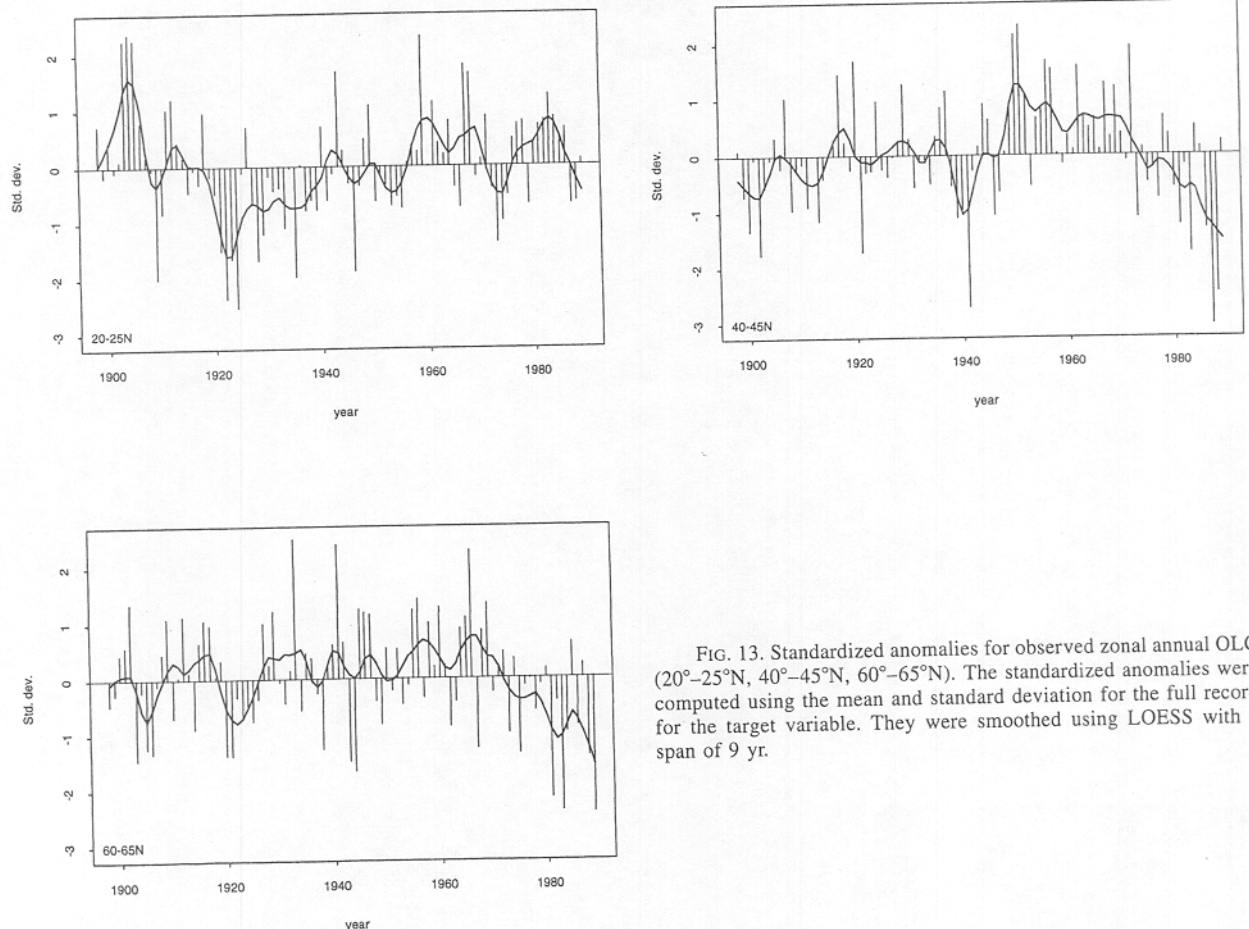 2
1
0
-1
-2
-3
Std. dev.
20-25N
1900
1920
1940
1960
1980
year
2
1
0
-1
-2
-3
Std. dev.
40-45N
1900
1920
1940
1960
1980
year
2
1
0
-1
-2
-3
Std. dev.
60-65N
1900
1920
1940
1960
1980
year
FIG. 13. Standardized anomalies for observed zonal annual
(20°–25°N, 40°–45°N, 60°–65°N). The standardized anomalies
computed using the mean and standard deviation for the full
for the target variable. They were smoothed using LOESS with
span of 9 yr.